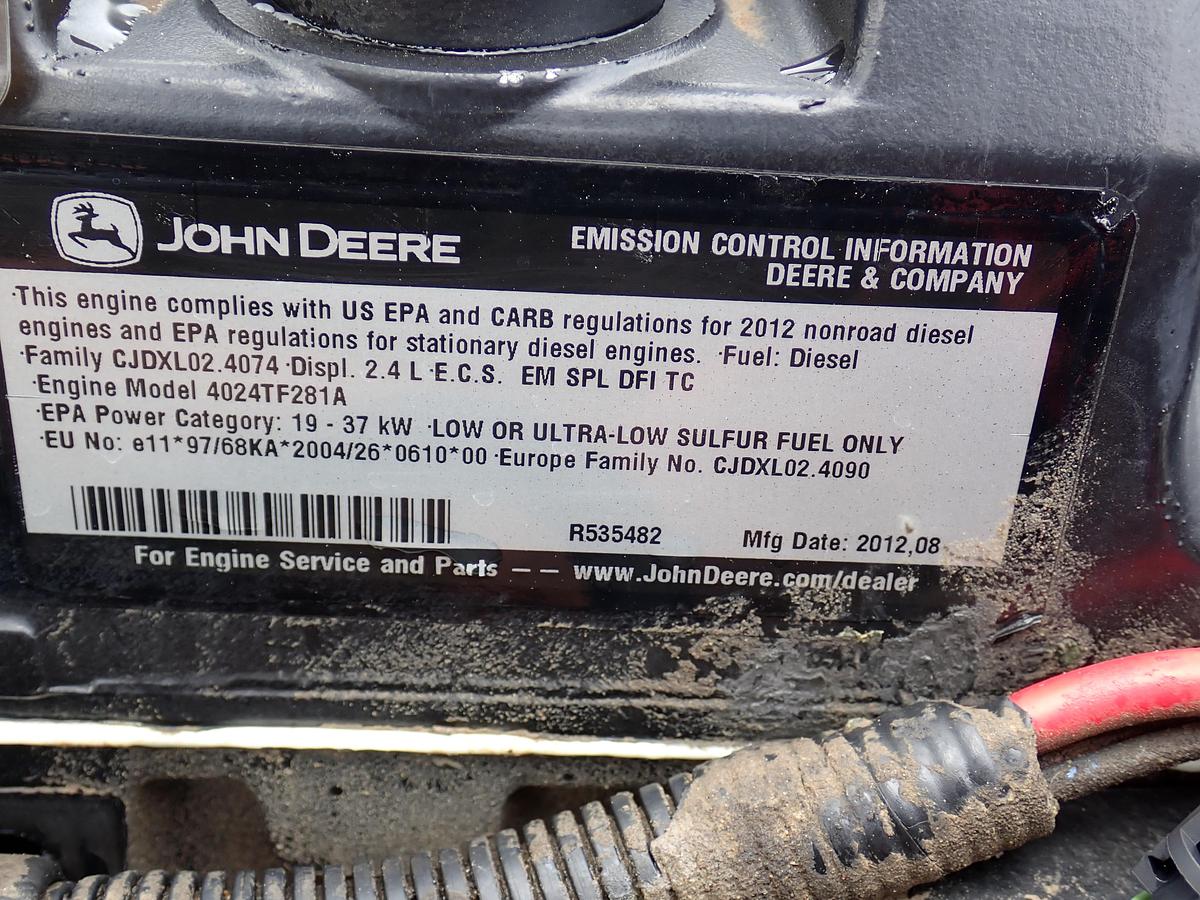 JOHN DEERE
EMISSION CONTROL INFORMATION
DEERE & COMPANY
·This engine complies with US EPA and CARB regulations for 2012 nonroad diesel
engines and EPA regulations for stationary diesel engines. ·Fuel: Diesel
·Family CJDXL02.4074 ·Displ. 2.4 L ·E.C.S. EM SPL DFI TC
·Engine Model 4024TF281A
·EPA Power Category: 19 - 37 kW ·LOW OR ULTRA-LOW SULFUR FUEL ONLY
·EU No: e11*97/68KA*2004/26*0610*00 ·Europe Family No. CJDXL02.4090
R535482 Mfg Date: 2012,08
For Engine Service and Parts — — www.JohnDeere.com/dealer